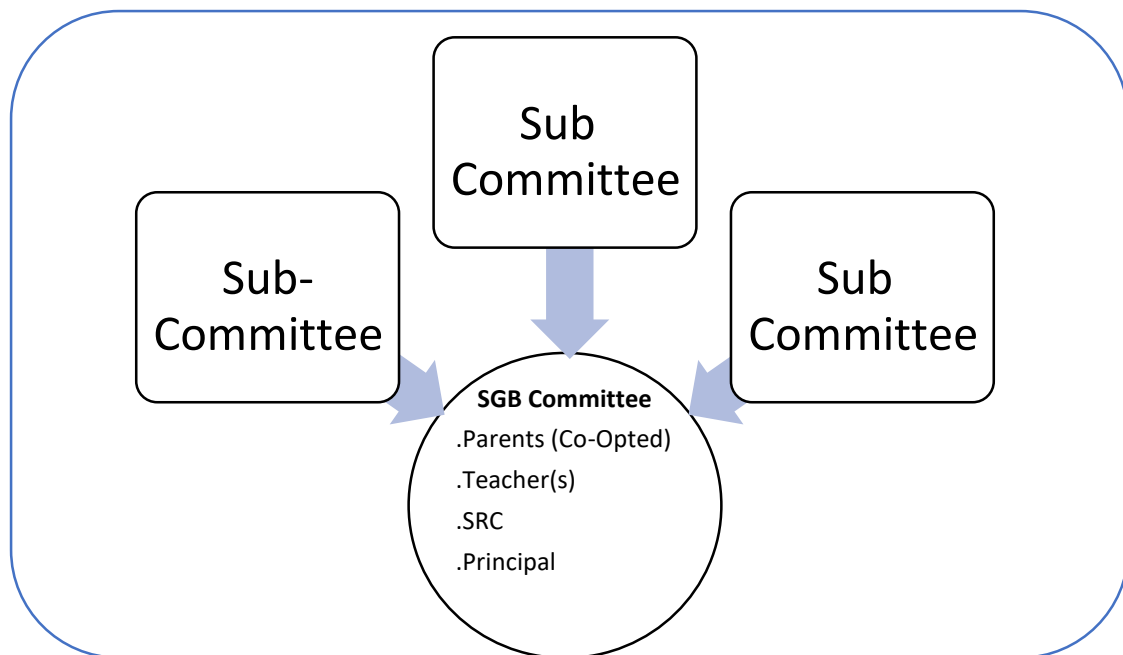 Sub
Committee
Sub-
Committee
Sub
Committee
SGB Committee
.Parents (Co-Opted)
.Teacher(s)
.SRC
.Principal